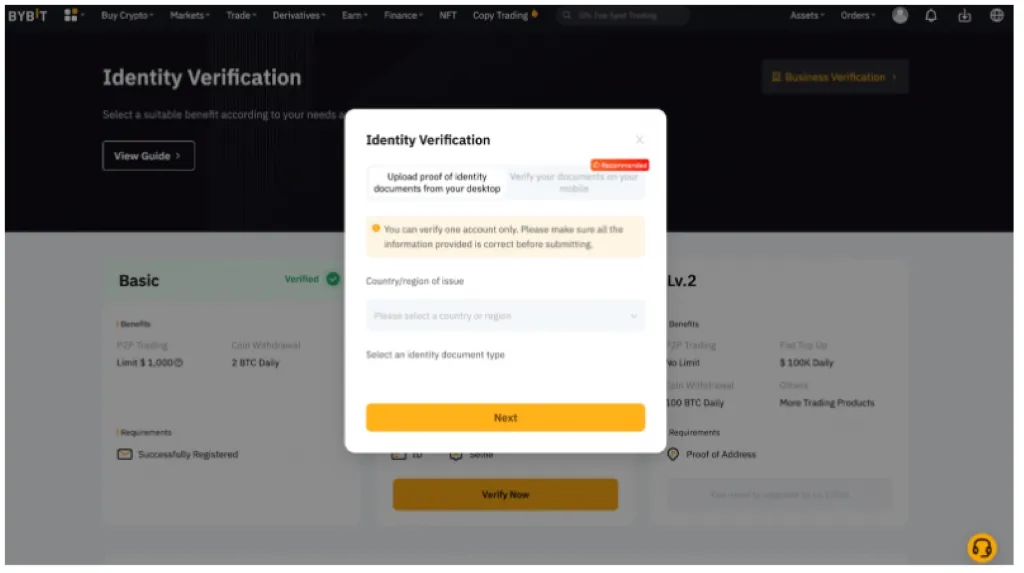 BYBIT
Buy Crypto
Markets
Trade
Derivatives
Earn
Finance
NFT
Copy Trading
Assets
Orders
Identity Verification
Business Verification
Select a suitable benefit according to your needs a
View Guide
Identity Verification
Recommended
Upload proof of identity
documents from your desktop
Verify your documents on your
mobile
You can verify one account only. Please make sure all the
information provided is correct before submitting.
Country/region of issue
Please select a country or region
Select an identity document type
Next
Basic
Verified
Benefits
P2P Trading
Coin Withdrawal
Limit $ 1,000
2 BTC Daily
Requirements
Successfully Registered
ID
Selfie
Verify Now
Lv.2
Benefits
P2P Trading
Fiat Top Up
No Limit
$ 100K Daily
Coin Withdrawal
Others
100 BTC Daily
More Trading Products
Requirements
Proof of Address